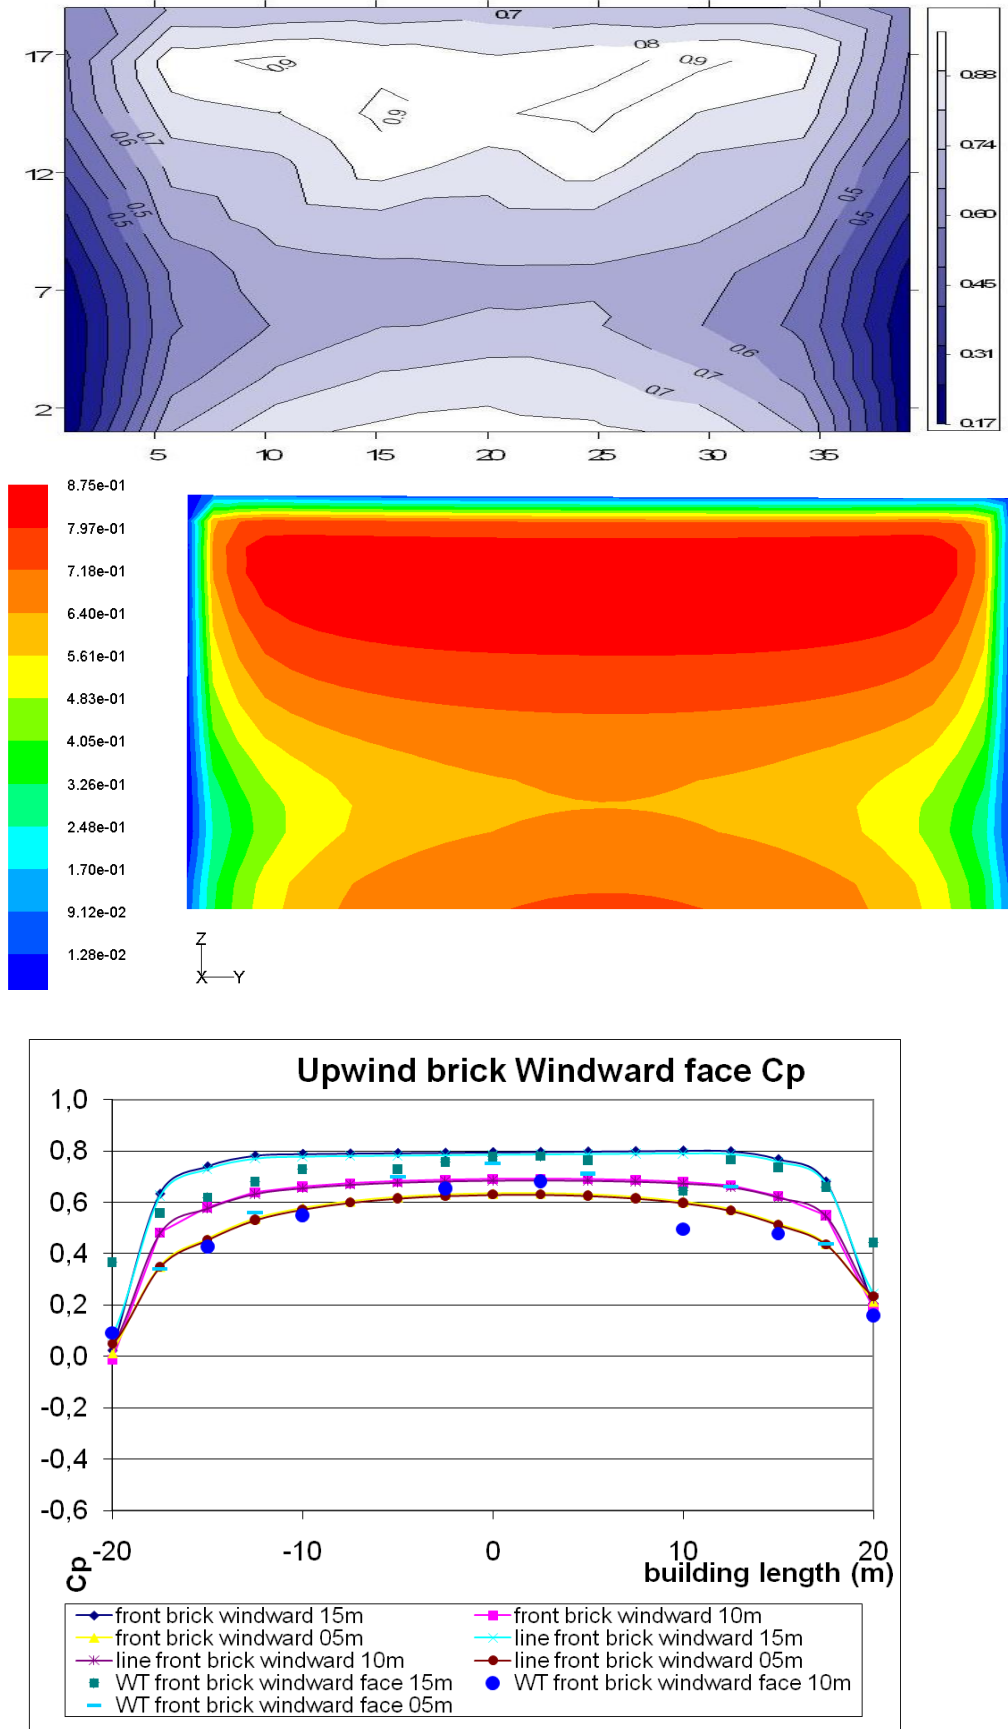 0.7
17
0.8
0.9
0.9
0.88
0.9
0.6
0.7
0.74
12
0.5
0.5
0.5
0.5
0.60
7
0.45
0.6
0.31
0.7
0.7
2
0.17
5 10 15 20 25 30 35
8.75e-01
7.97e-01
7.18e-01
6.40e-01
5.61e-01
4.83e-01
4.05e-01
3.26e-01
2.48e-01
1.70e-01
9.12e-02
1.28e-02
Z
X Y
Upwind brick Windward face Cp
1,0
0,8
0,6
0,4
0,2
0,0
-0,2
-0,4
-0,6
-20 -10 0 10 20
Cp
building length (m)
front brick windward 15m front brick windward 10m
front brick windward 05m line front brick windward 15m
line front brick windward 10m line front brick windward 05m
WT front brick windward face 15m WT front brick windward face 10m
WT front brick windward face 05m